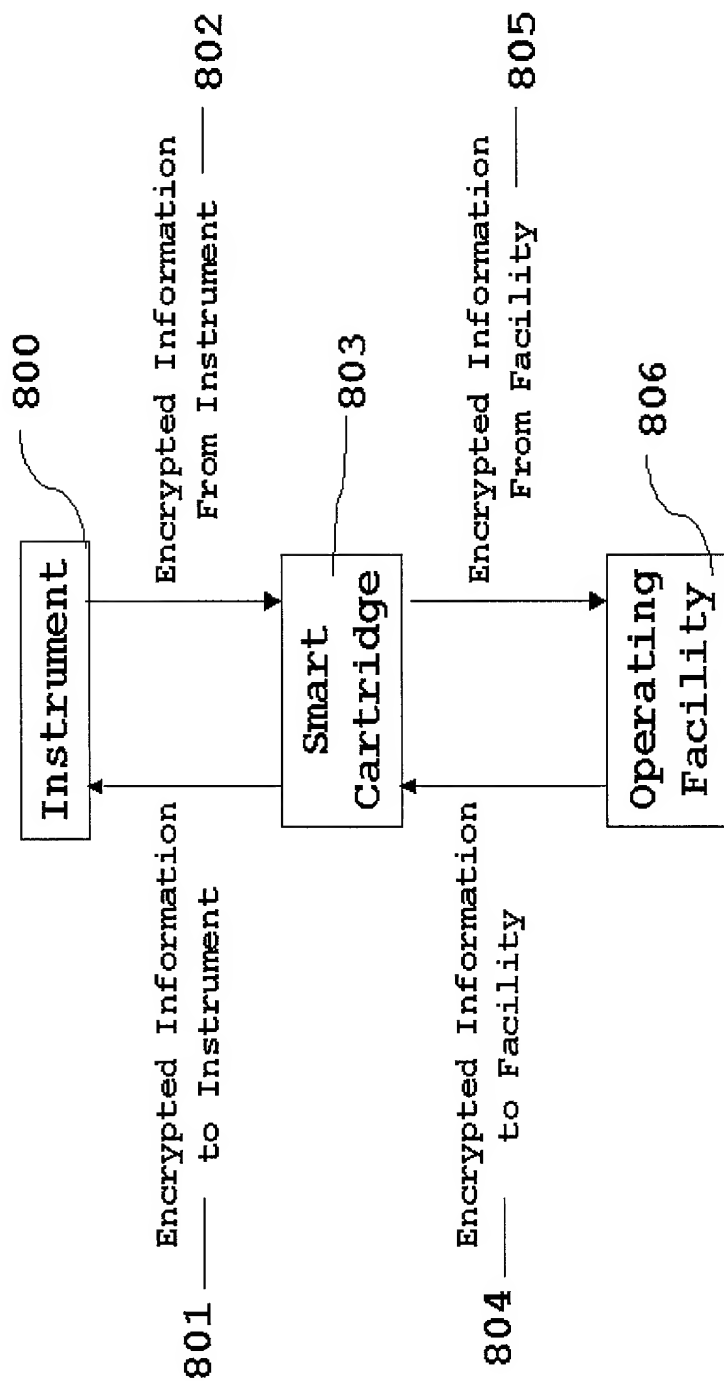 Instrument
800
Encrypted Information
to Instrument
801
Encrypted Information
From Instrument
802
Smart
Cartridge
803
Encrypted Information
to Facility
804
Encrypted Information
From Facility
805
Operating
Facility
806